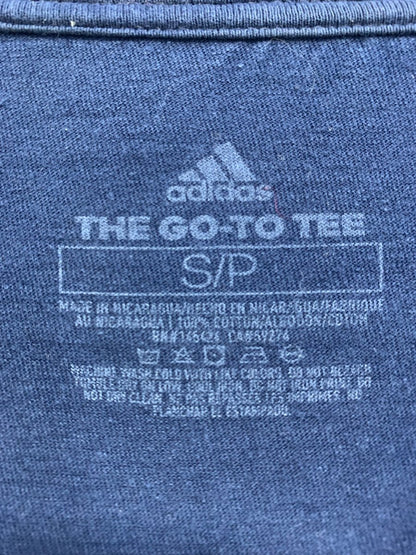 adidas
THE GO-TO TEE
S/P
MADE IN NICARAGUA/HECHO EN NICARAGUA/FABRIQUE
AU NICARAGUA | 100% COTTON/ALGODON/COTON
CA#59274
MACHINE WASH COLD WITH LIKE COLORS. DO NOT BLEACH.
TUMBLE DRY ON LOW. COOL IRON. DO NOT IRON PRINT. DO
NOT DRY CLEAN. NE PAS REPASSER LES IMPRIMES. NO
PLANCHAR EL ESTAMPADO.